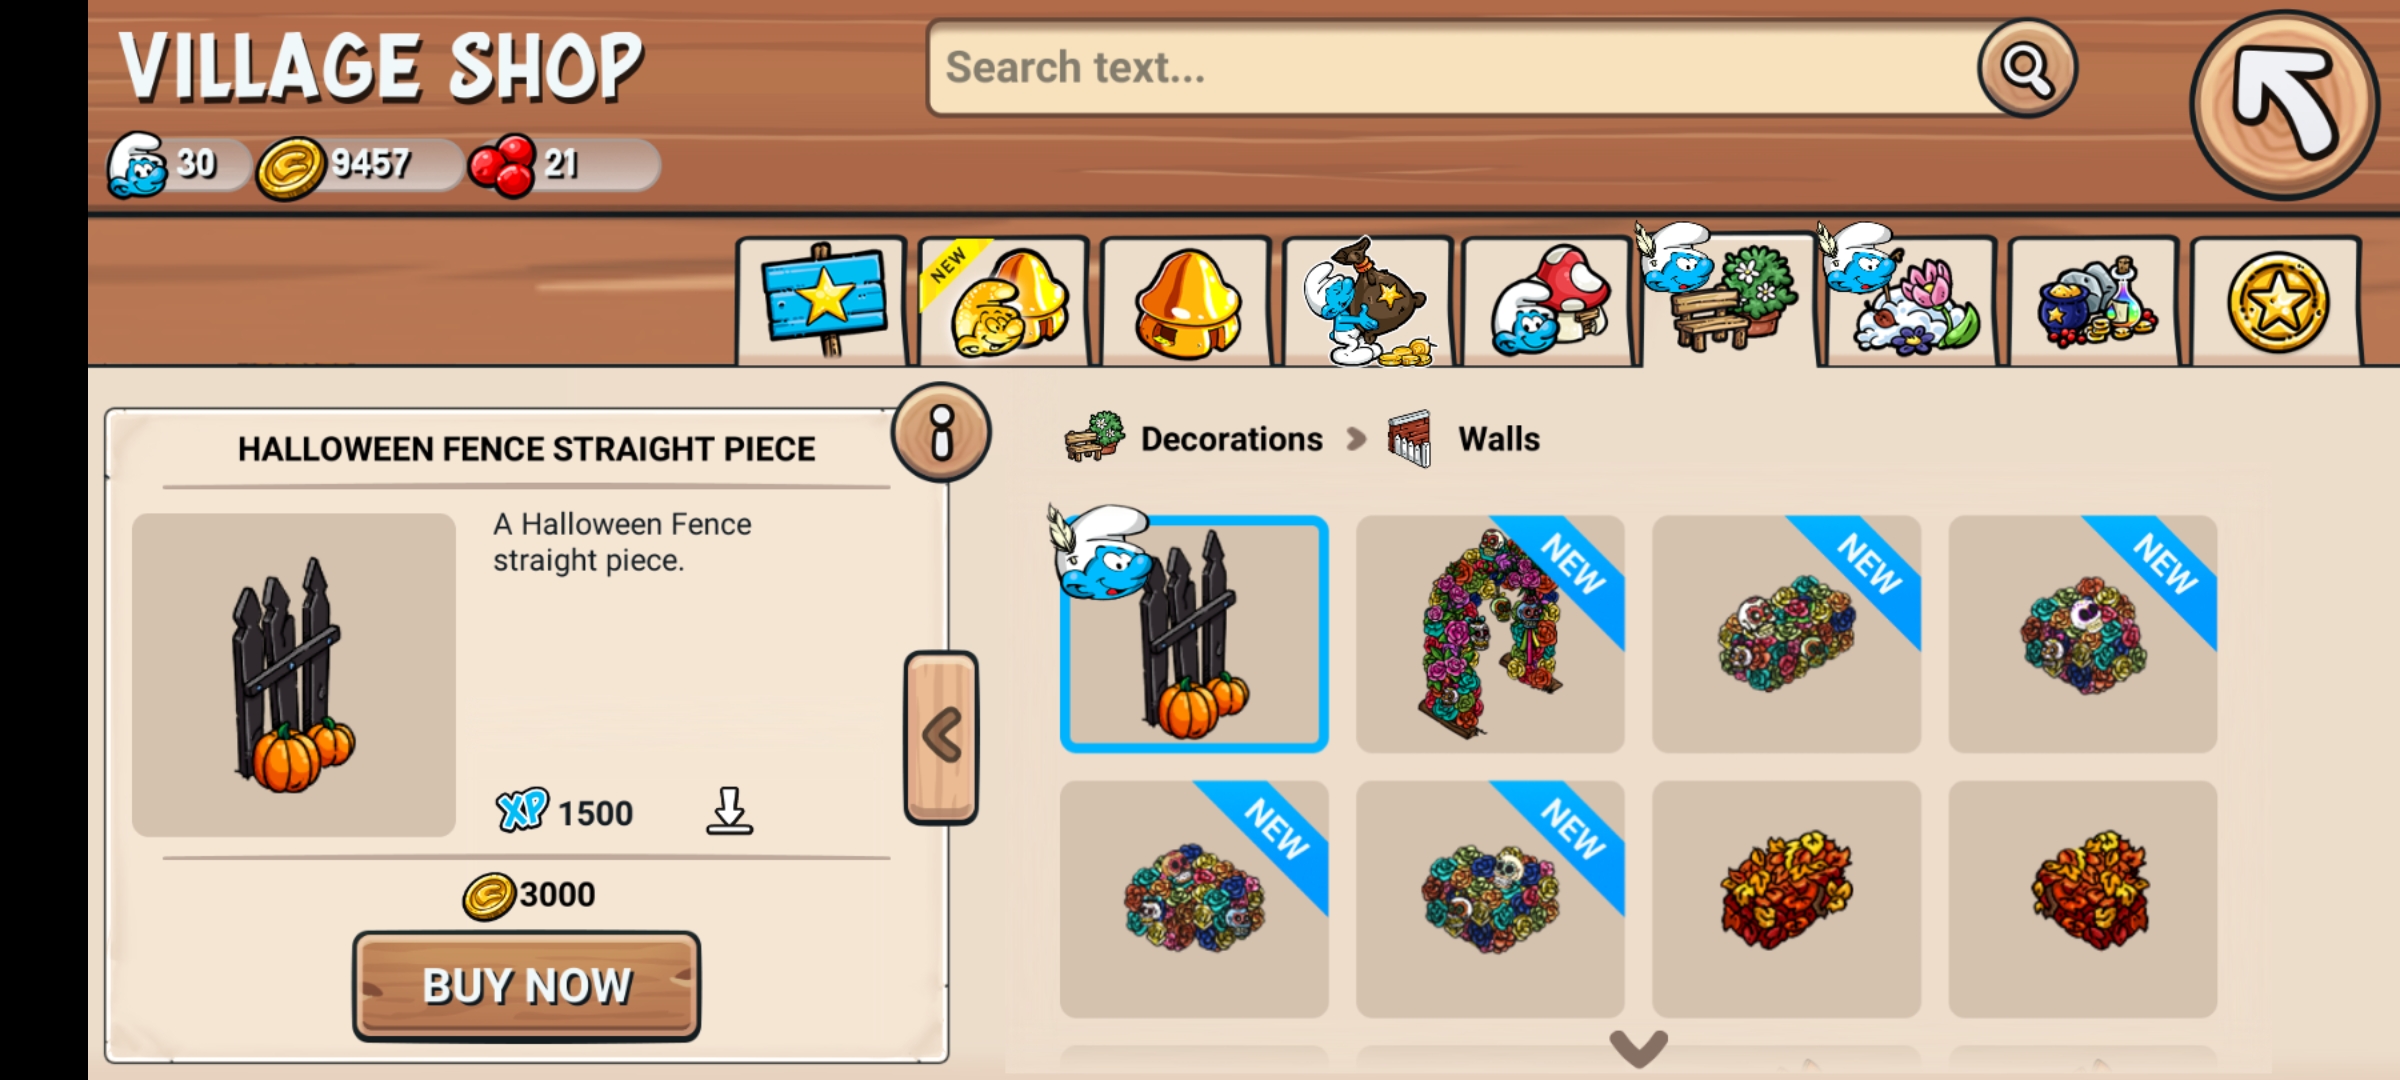 VILLAGE SHOP
Search text...
30
9457
21
NEW
HALLOWEEN FENCE STRAIGHT PIECE
A Halloween Fence
straight piece.
XP 1500
3000
BUY NOW
Decorations > Walls
NEW
NEW
NEW
NEW
NEW